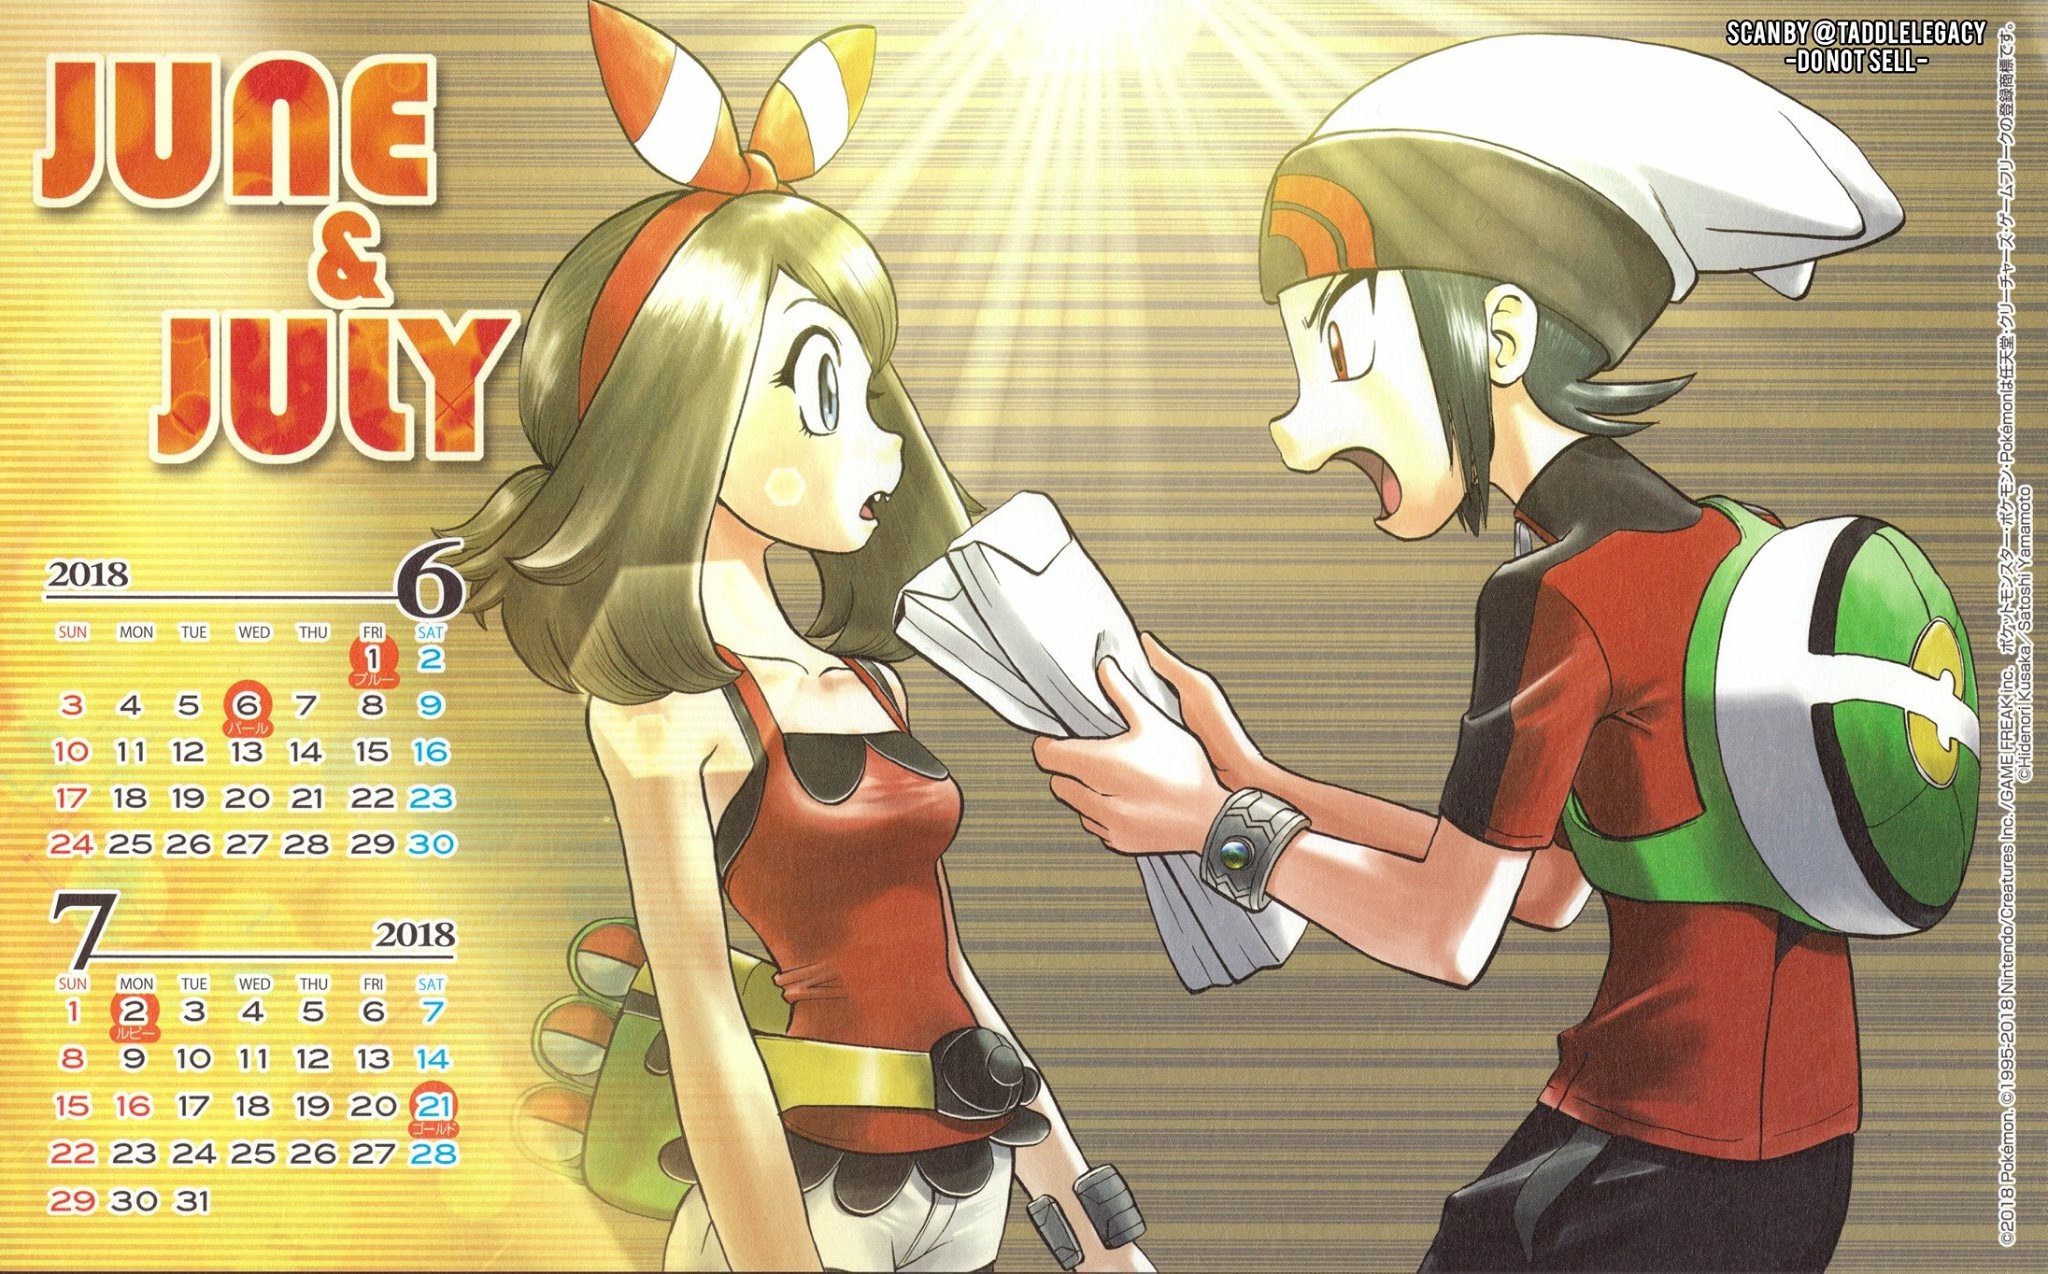 JUNE
&
JULY
SCAN BY @TADDLELEGACY
-DO NOT SELL-
2018 6
SUN MON TUE WED THU FRI SAT
1 2
ブルー
3 4 5 6 7 8 9
パール
10 11 12 13 14 15 16
17 18 19 20 21 22 23
24 25 26 27 28 29 30
7 2018
SUN MON TUE WED THU FRI SAT
1 2 3 4 5 6 7
ルビー
8 9 10 11 12 13 14
15 16 17 18 19 20 21
ゴールド
22 23 24 25 26 27 28
29 30 31
©2018 Pokémon. ©1995-2018 Nintendo/Creatures Inc./GAME FREAK inc. ポケットモンスター・ポケモン・Pokémonは任天堂・クリーチャーズ・ゲームフリークの登録商標です。
©Hidenori Kusaka/Satoshi Yamamoto